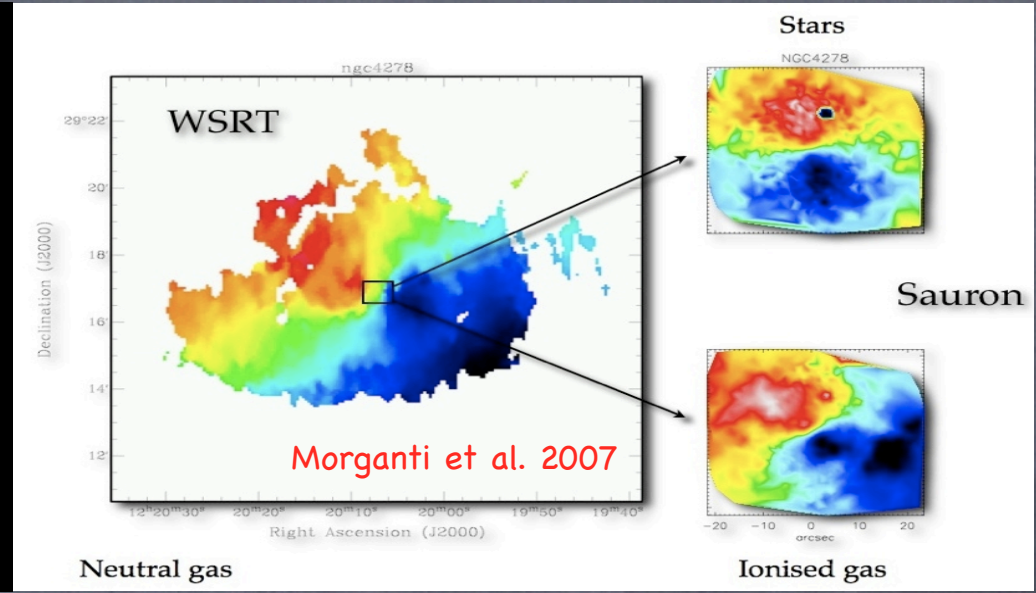 Stars
NGC4278
ngc4278
WSRT
29°22'
20'
18'
16'
14'
12'
Declination (J2000)
Morganti et al. 2007
12ʰ20ᵐ30ˢ 20ᵐ20ˢ 20ᵐ10ˢ 20ᵐ00ˢ 19ᵐ50ˢ 19ᵐ40ˢ
Right Ascension (J2000)
Neutral gas
Sauron
−20 −10 0 10 20
arcsec
Ionised gas